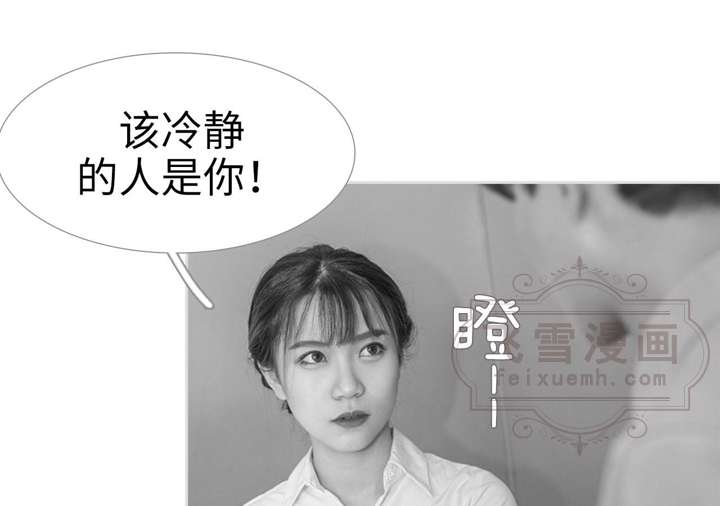 该冷静
的人是你！
瞪——
飞雪漫画
feixuemh.com